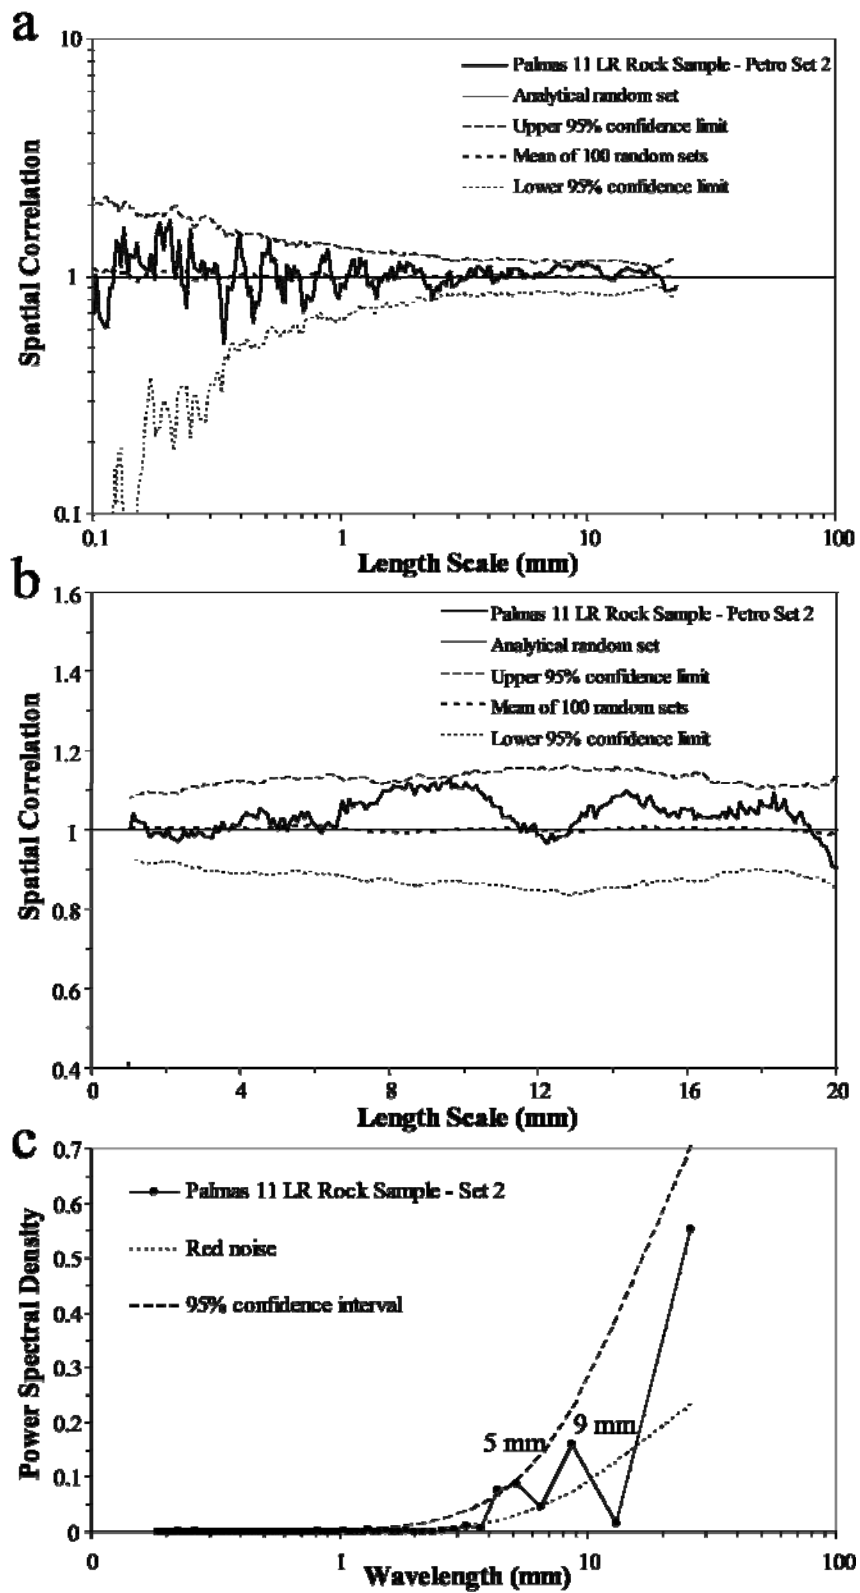 a
10
Palmas 11 LR Rock Sample - Petro Set 2
Analytical random set
Upper 95% confidence limit
Mean of 100 random sets
Lower 95% confidence limit
Spatial Correlation
1
0.1
0.1
1
10
100
Length Scale (mm)
b
1.6
Palmas 11 LR Rock Sample - Petro Set 2
Analytical random set
1.4
Upper 95% confidence limit
Mean of 100 random sets
Lower 95% confidence limit
1.2
Spatial Correlation
1
0.8
0.6
0.4
0
4
8
12
16
20
Length Scale (mm)
c
0.7
Palmas 11 LR Rock Sample - Set 2
0.6
Red noise
0.5
95% confidence interval
0.4
Power Spectral Density
0.3
0.2
9 mm
5 mm
0.1
0
0
1
10
100
Wavelength (mm)